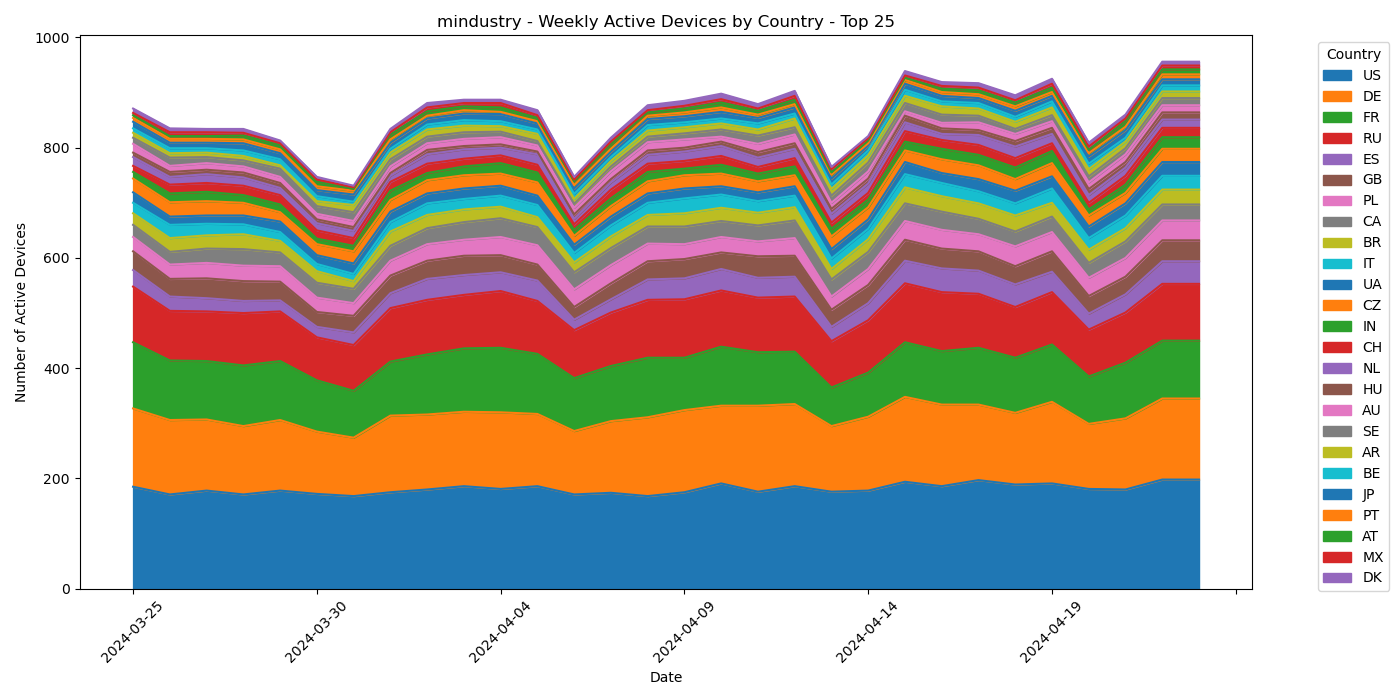 mindustry - Weekly Active Devices by Country - Top 25
Number of Active Devices
1000
800
600
400
200
0
2024-03-25
2024-03-30
2024-04-04
2024-04-09
2024-04-14
2024-04-19
Date
Country
US
DE
FR
RU
ES
GB
PL
CA
BR
IT
UA
CZ
IN
CH
NL
HU
AU
SE
AR
BE
JP
PT
AT
MX
DK